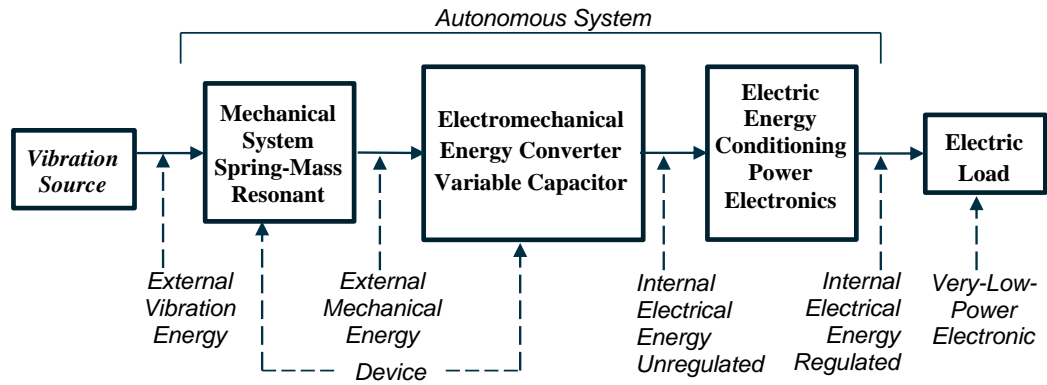 Autonomous System
Vibration
Source
Mechanical
System
Spring-Mass
Resonant
Electromechanical
Energy Converter
Variable Capacitor
Electric
Energy
Conditioning
Power
Electronics
Electric
Load
External
Vibration
Energy
External
Mechanical
Energy
Internal
Electrical
Energy
Unregulated
Internal
Electrical
Energy
Regulated
Very-Low-
Power
Electronic
Device